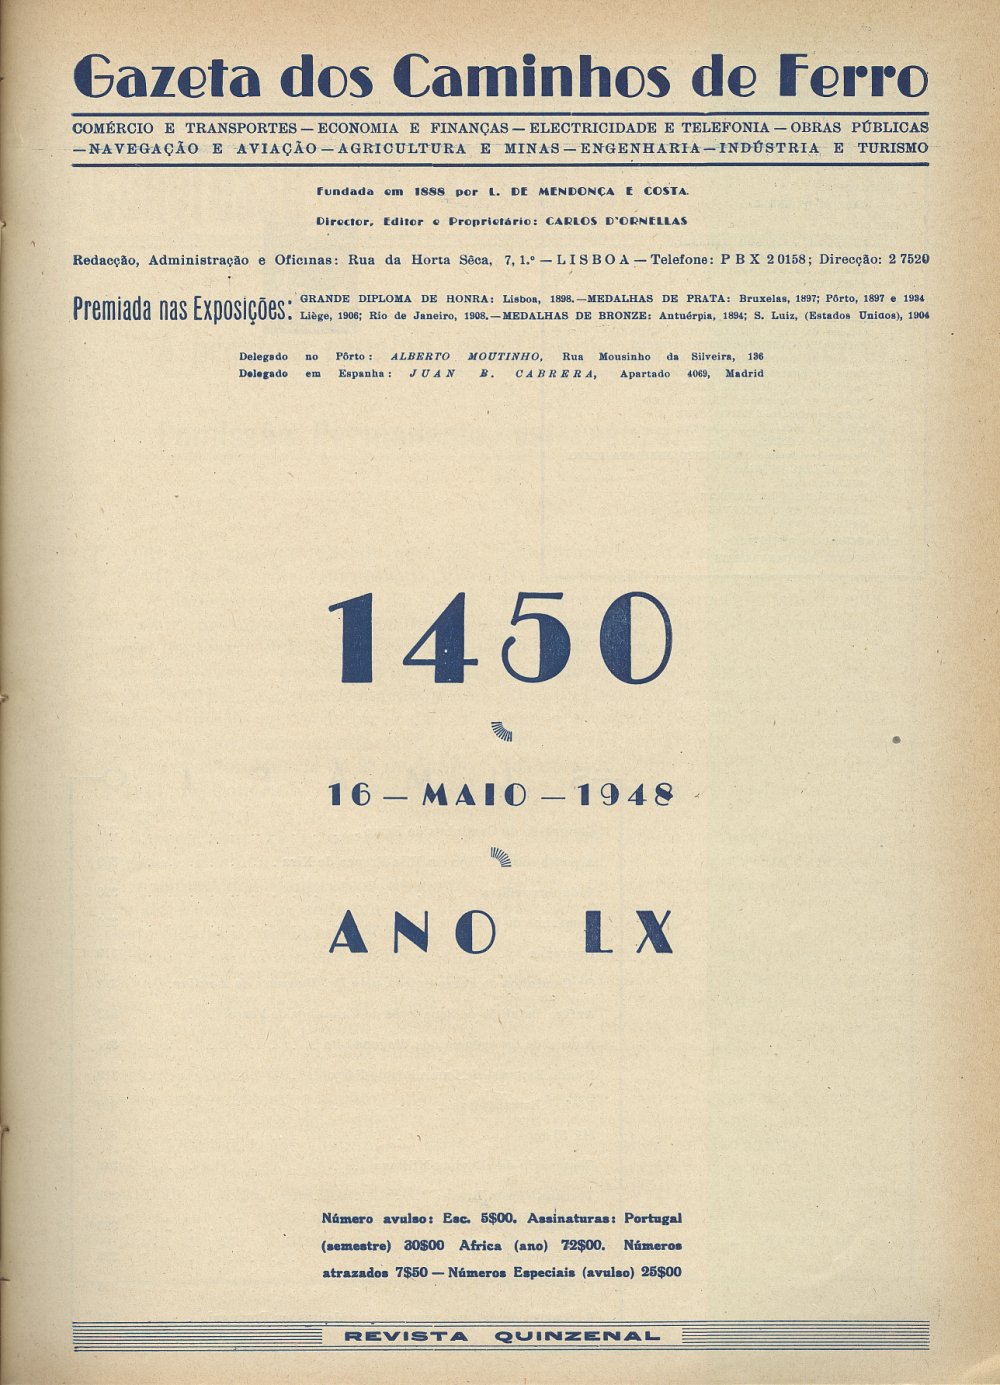 Gazeta dos Caminhos de Ferro
COMÉRCIO E TRANSPORTES — ECONOMIA E FINANÇAS — ELECTRICIDADE E TELEFONIA — OBRAS PÚBLICAS
— NAVEGAÇÃO E AVIAÇÃO — AGRICULTURA E MINAS — ENGENHARIA — INDÚSTRIA E TURISMO
Fundada em 1888 por L. DE MENDONÇA E COSTA
Director, Editor e Proprietário: CARLOS D'ORNELLAS
Redacção, Administração e Oficinas: Rua da Horta Sêca, 7, 1.º — LISBOA — Telefone: PBX 20158; Direcção: 27520
Premiada nas Exposições:
GRANDE DIPLOMA DE HONRA: Lisboa, 1898. — MEDALHAS DE PRATA: Bruxelas, 1897; Pôrto, 1897 e 1934
Liège, 1906; Rio de Janeiro, 1908. — MEDALHAS DE BRONZE: Antuérpia, 1894; S. Luiz, (Estados Unidos), 1904
Delegado no Pôrto: ALBERTO MOUTINHO, Rua Mousinho da Silveira, 136
Delegado em Espanha: JUAN B. CABRERA, Apartado 4069, Madrid
1450
16 — MAIO — 1948
ANO LX
Número avulso: Esc. 5$00. Assinaturas: Portugal
(semestre) 30$00 Africa (ano) 72$00. Números
atrazados 7$50 — Números Especiais (avulso) 25$00
REVISTA QUINZENAL